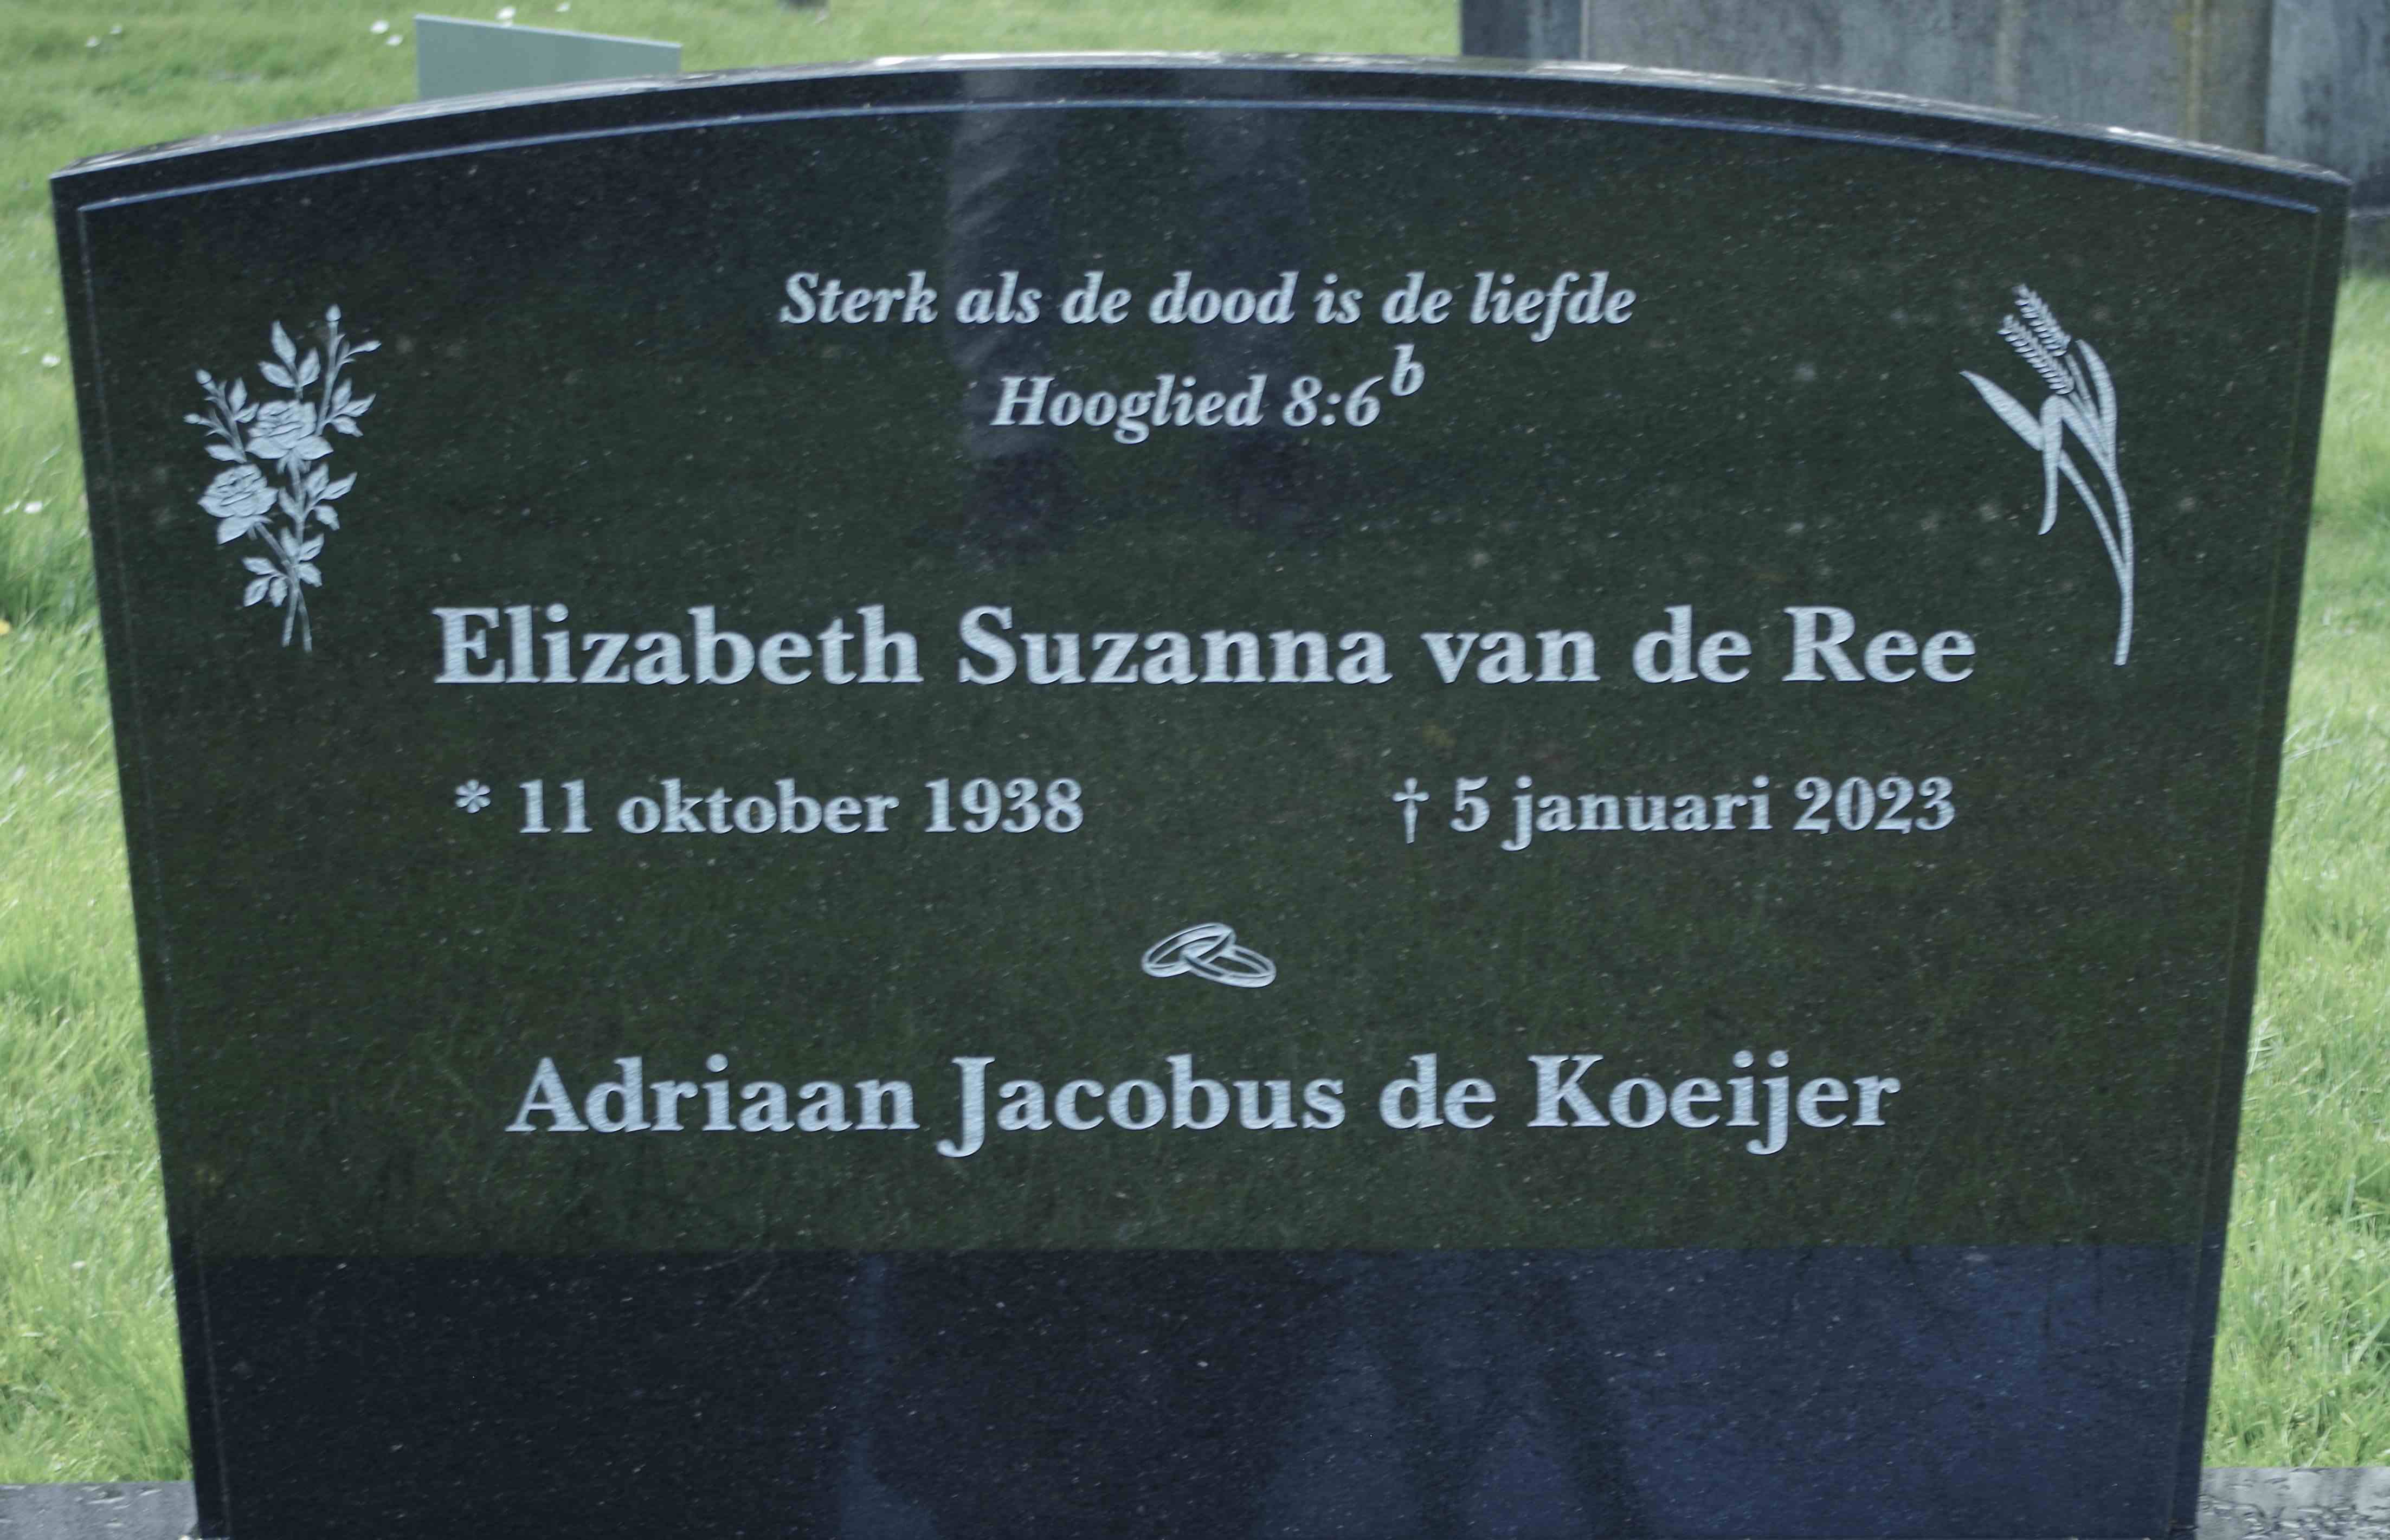 Sterk als de dood is de liefde
Hooglied 8:6ᵇ
Elizabeth Suzanna van de Ree
* 11 oktober 1938 † 5 januari 2023
Adriaan Jacobus de Koeijer